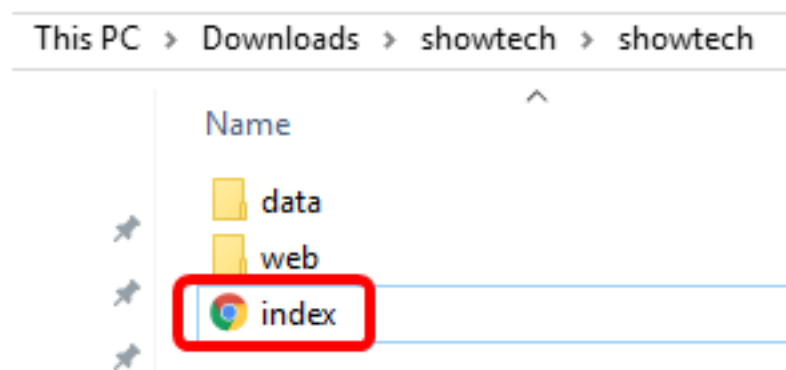 This PC > Downloads > showtech > showtech
Name
data
web
index